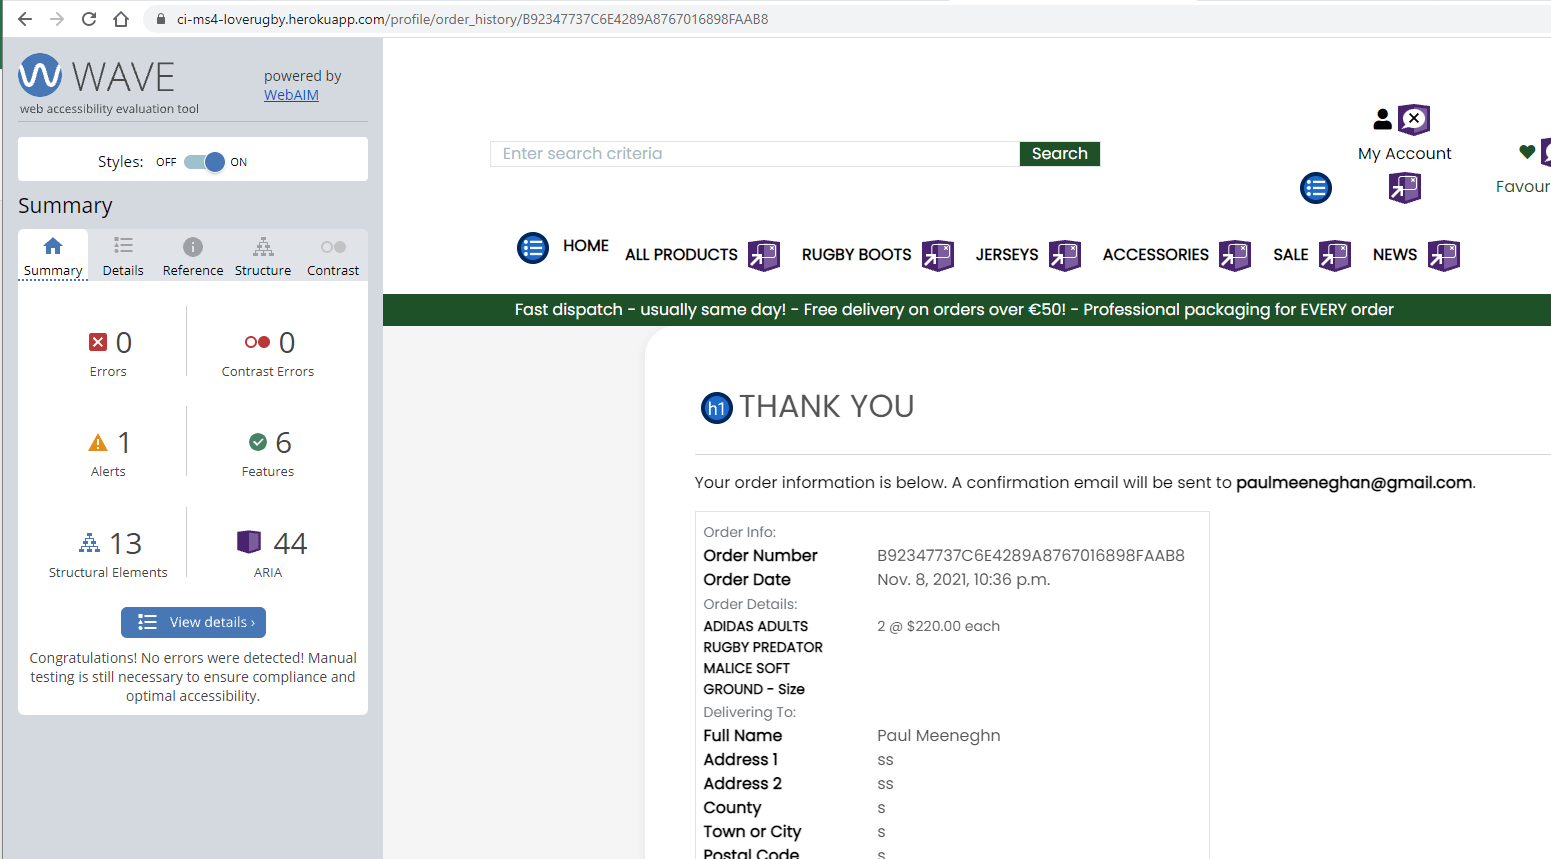 ci-ms4-loverugby.herokuapp.com/profile/order_history/B92347737C6E4289A8767016898FAAB8
WAVE
web accessibility evaluation tool
powered by
WebAIM
Styles: OFF ON
Summary
Summary Details Reference Structure Contrast
0 0
Errors Contrast Errors
1 6
Alerts Features
13 44
Structural Elements ARIA
View details ›
Congratulations! No errors were detected! Manual
testing is still necessary to ensure compliance and
optimal accessibility.
Enter search criteria Search
My Account
Favour
HOME ALL PRODUCTS RUGBY BOOTS JERSEYS ACCESSORIES SALE NEWS
Fast dispatch - usually same day! - Free delivery on orders over €50! - Professional packaging for EVERY order
h1 THANK YOU
Your order information is below. A confirmation email will be sent to paulmeeneghan@gmail.com.
Order Info:
Order Number B92347737C6E4289A8767016898FAAB8
Order Date Nov. 8, 2021, 10:36 p.m.
Order Details:
ADIDAS ADULTS 2 @ $220.00 each
RUGBY PREDATOR
MALICE SOFT
GROUND - Size
Delivering To:
Full Name Paul Meeneghn
Address 1 ss
Address 2 ss
County s
Town or City s
Postal Code s